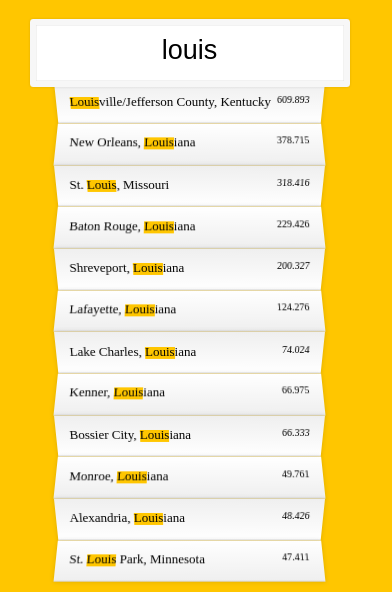 louis
Louisville/Jefferson County, Kentucky 609.893
New Orleans, Louisiana 378.715
St. Louis, Missouri 318.416
Baton Rouge, Louisiana 229.426
Shreveport, Louisiana 200.327
Lafayette, Louisiana 124.276
Lake Charles, Louisiana 74.024
Kenner, Louisiana 66.975
Bossier City, Louisiana 66.333
Monroe, Louisiana 49.761
Alexandria, Louisiana 48.426
St. Louis Park, Minnesota 47.411